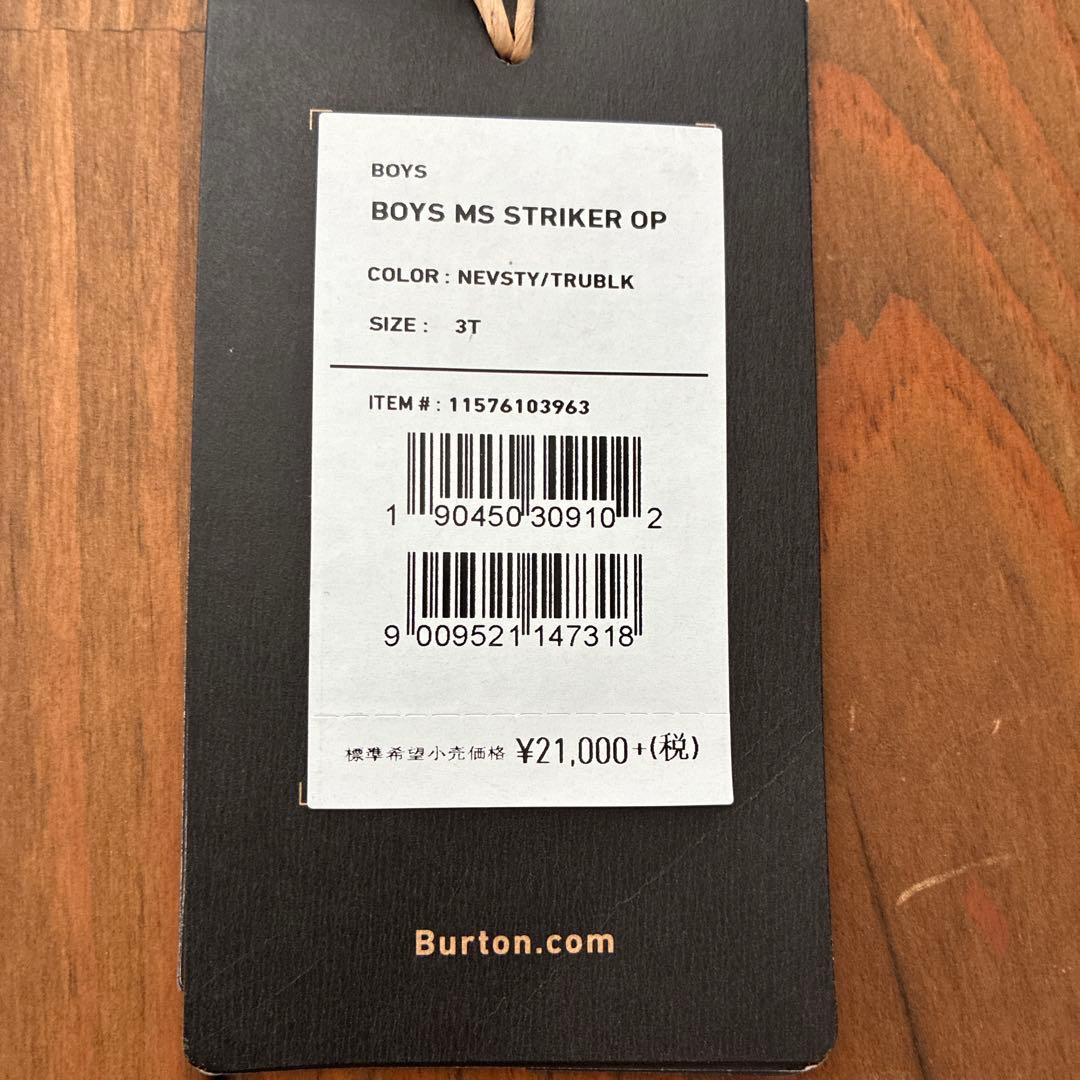 BOYS
BOYS MS STRIKER OP
COLOR : NEVSTY/TRUBLK
SIZE : 3T
ITEM # : 11576103963
1 90450 30910 2
9 009521 147318
標準希望小売価格 ¥21,000+(税)
Burton.com